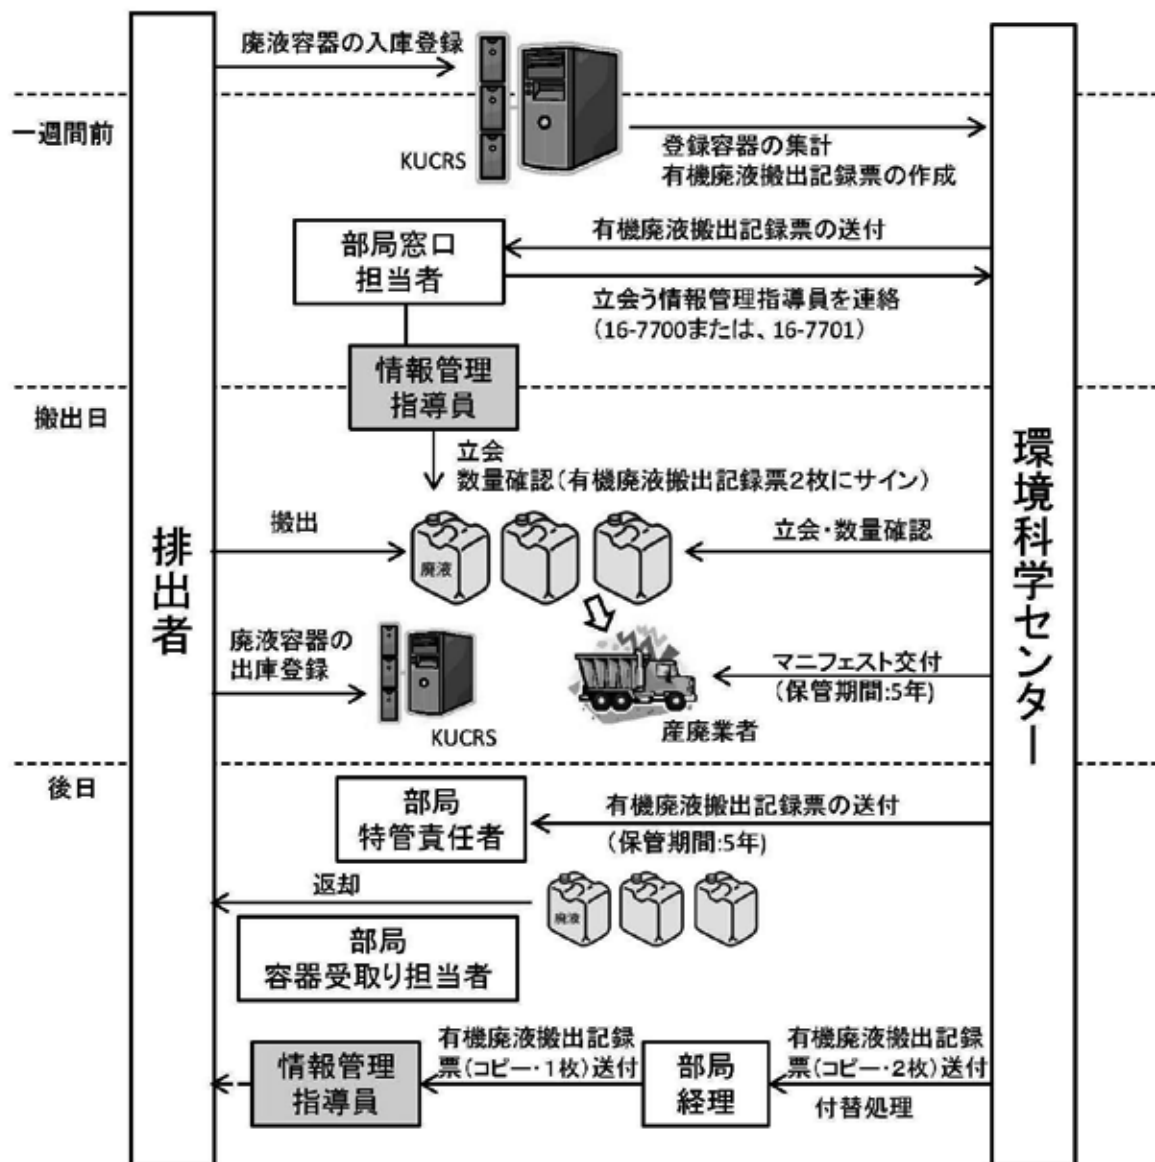 廃液容器の入庫登録
一週間前
KUCRS
登録容器の集計
有機廃液搬出記録票の作成
部局窓口
担当者
有機廃液搬出記録票の送付
立会う情報管理指導員を連絡
(16-7700または、16-7701)
情報管理
指導員
搬出日
立会
数量確認(有機廃液搬出記録票2枚にサイン)
搬出
廃液
立会・数量確認
排出者
環境科学センター
廃液容器の
出庫登録
KUCRS
マニフェスト交付
(保管期間:5年)
産廃業者
後日
部局
特管責任者
有機廃液搬出記録票の送付
(保管期間:5年)
返却
廃液
部局
容器受取り担当者
情報管理
指導員
有機廃液搬出記録
票(コピー・1枚)送付
部局
経理
有機廃液搬出記録
票(コピー・2枚)送付
付替処理